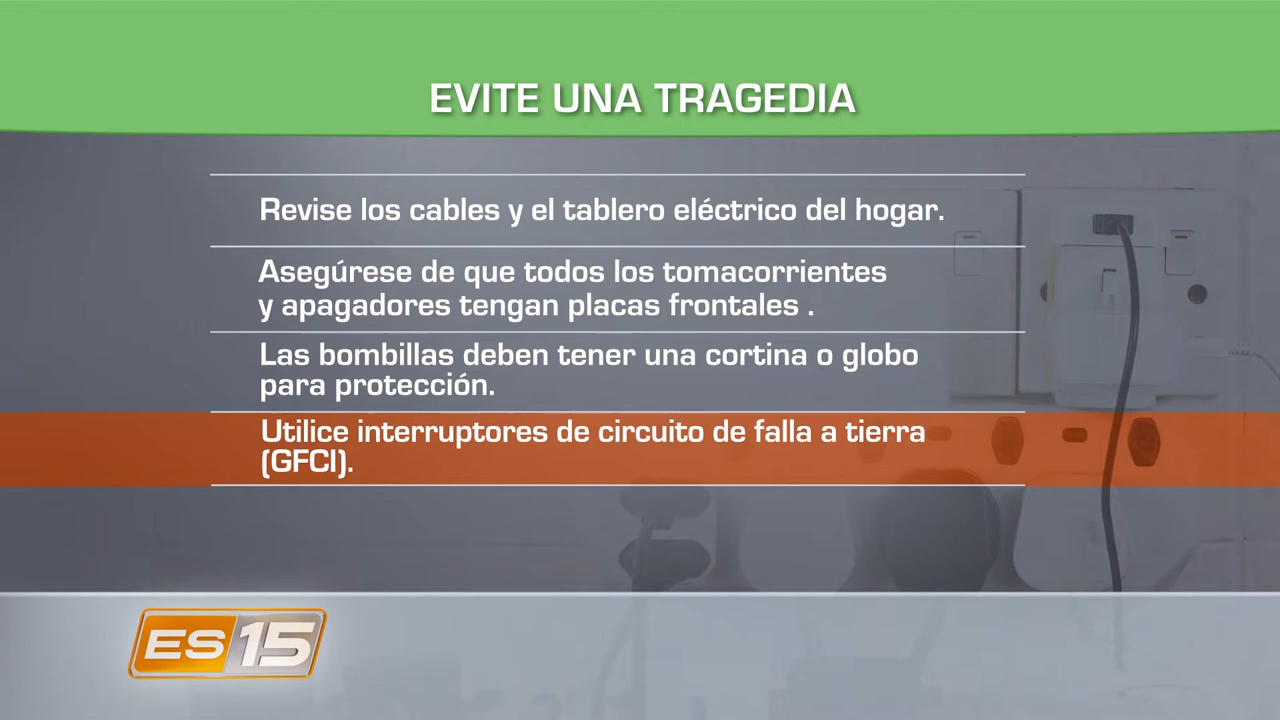 EVITE UNA TRAGEDIA
Revise los cables y el tablero eléctrico del hogar.
Asegúrese de que todos los tomacorrientes
y apagadores tengan placas frontales .
Las bombillas deben tener una cortina o globo
para protección.
Utilice interruptores de circuito de falla a tierra
(GFCI).
ES 15